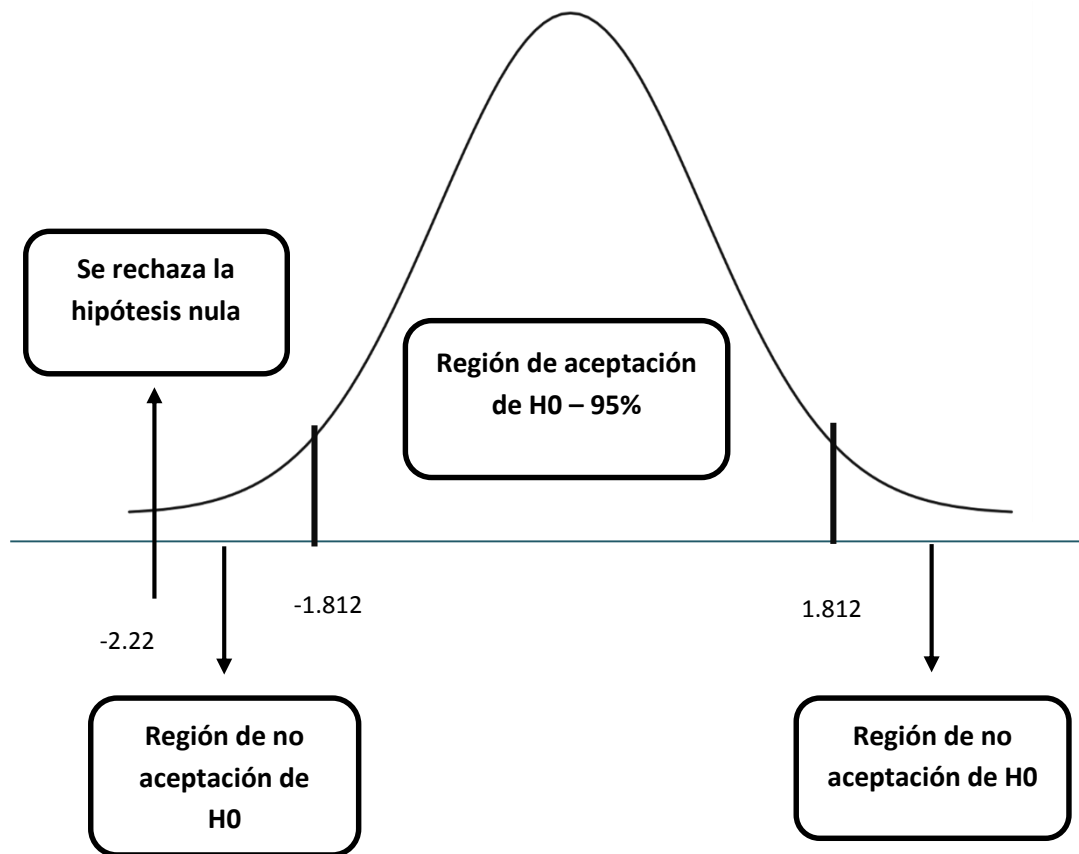 Se rechaza la
hipótesis nula
Región de aceptación
de H0 – 95%
-1.812
1.812
-2.22
Región de no
aceptación de
H0
Región de no
aceptación de H0